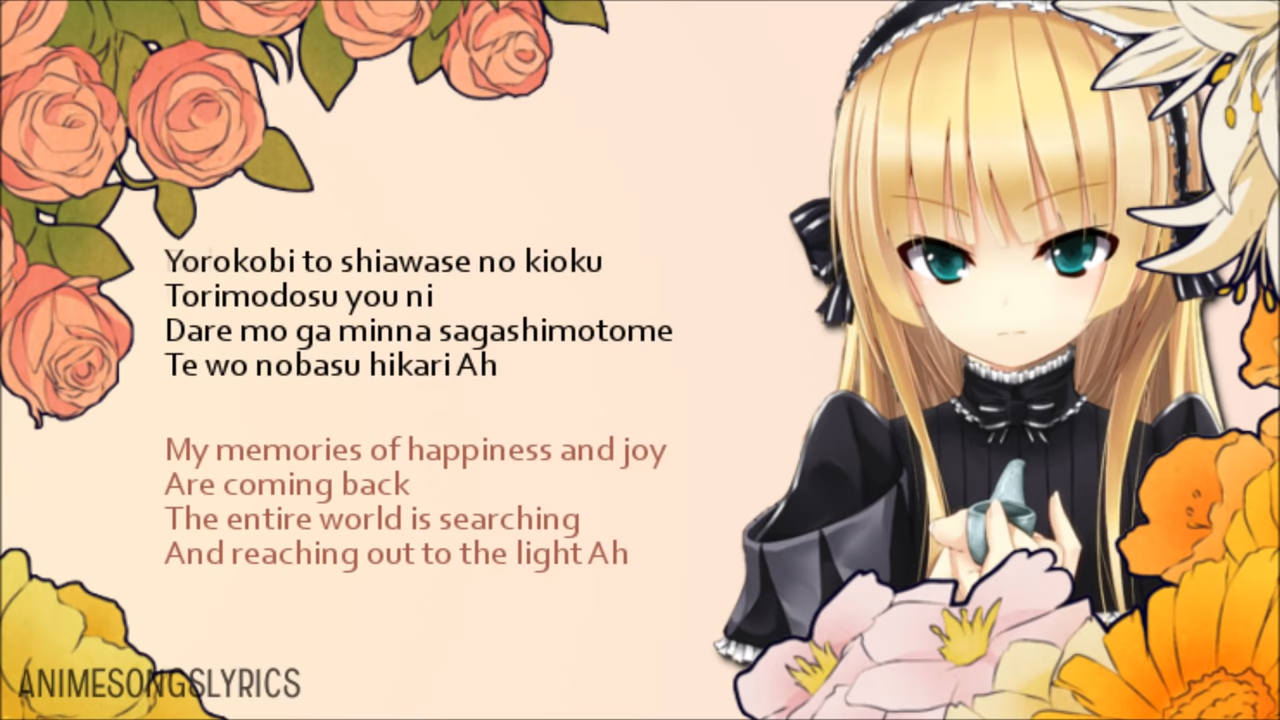 Yorokobi to shiawase no kioku
Torimodosu you ni
Dare mo ga minna sagashimotome
Te wo nobasu hikari Ah
My memories of happiness and joy
Are coming back
The entire world is searching
And reaching out to the light Ah
ANIMESONGSLYRICS